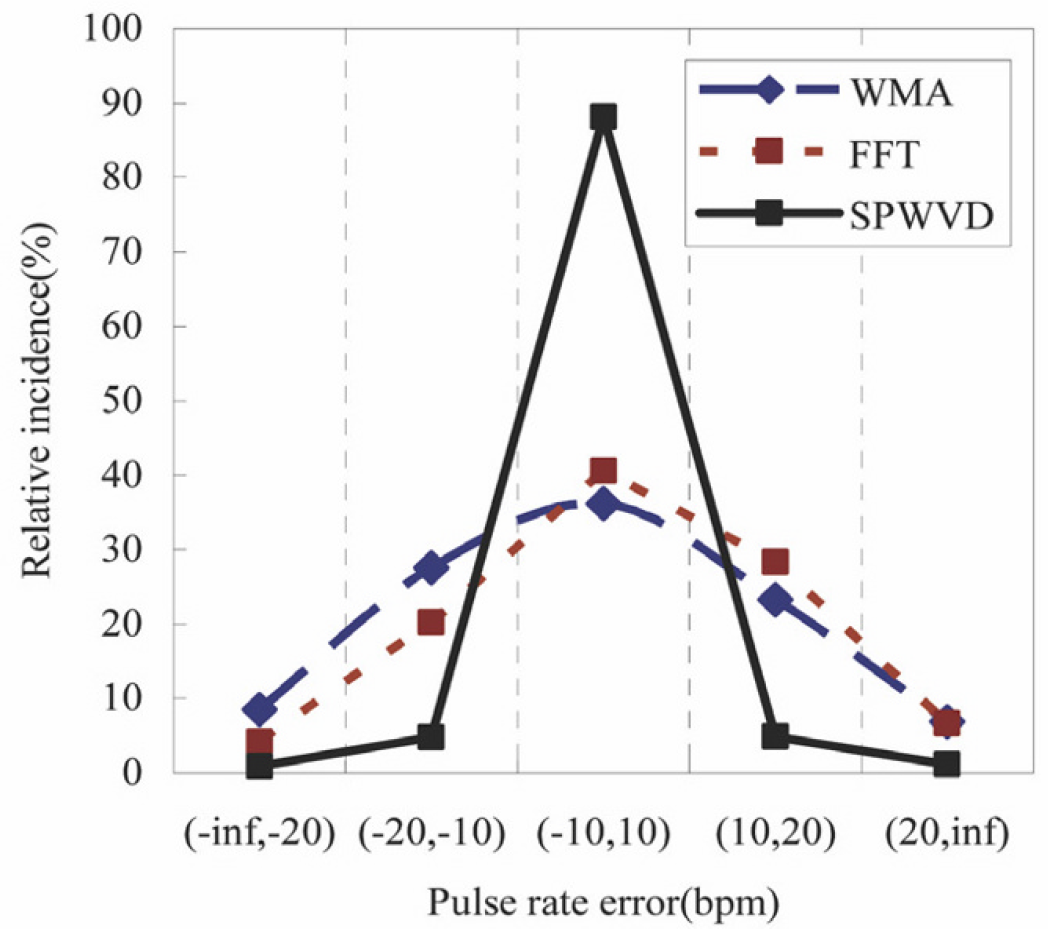 100
90
80
70
60
50
40
30
20
10
0
Relative incidence(%)
WMA
FFT
SPWVD
(-inf,-20) (-20,-10) (-10,10) (10,20) (20,inf)
Pulse rate error(bpm)